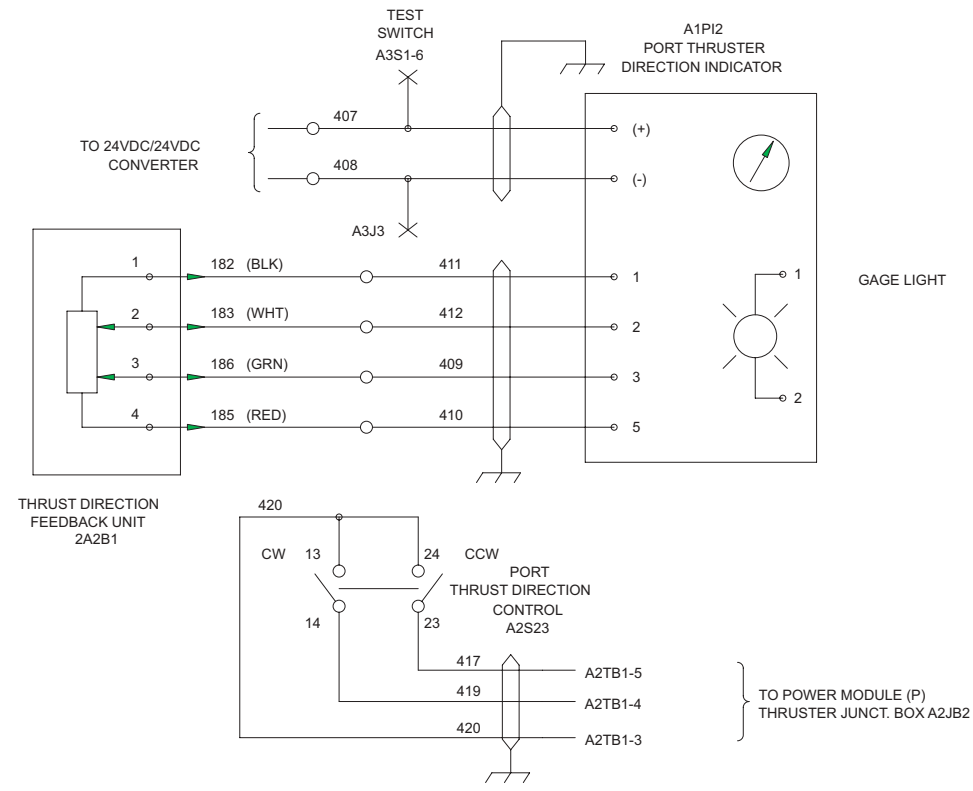 TEST
SWITCH
A3S1-6
A1PI2
PORT THRUSTER
DIRECTION INDICATOR
407
(+)
TO 24VDC/24VDC
CONVERTER
408
(-)
A3J3
1
182 (BLK)
411
1
1
GAGE LIGHT
2
183 (WHT)
412
2
3
186 (GRN)
409
3
2
4
185 (RED)
410
5
THRUST DIRECTION
FEEDBACK UNIT
2A2B1
420
CW 13
24 CCW
PORT
THRUST DIRECTION
CONTROL
A2S23
14
23
417
A2TB1-5
419
A2TB1-4
420
A2TB1-3
TO POWER MODULE (P)
THRUSTER JUNCT. BOX A2JB2